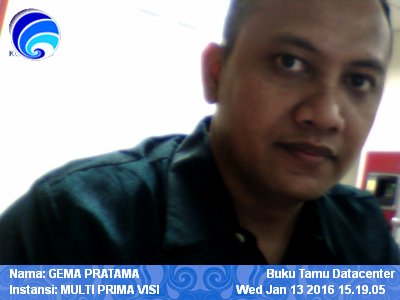 Nama: GEMA PRATAMA
Buku Tamu Datacenter
Instansi: MULTI PRIMA VISI
Wed Jan 13 2016 15.19.05